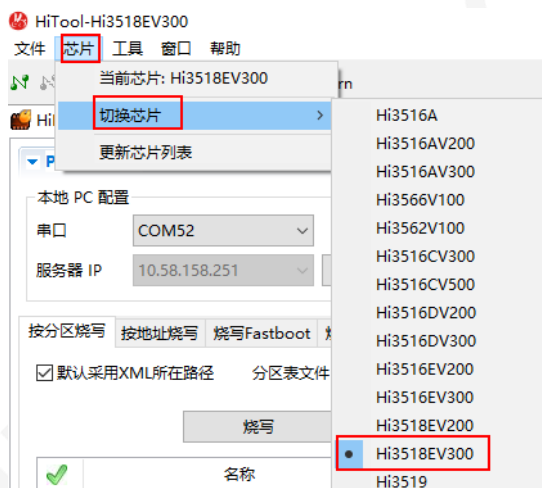 HiTool-Hi3518EV300
文件 芯片 工具 窗口 帮助
当前芯片: Hi3518EV300
切换芯片
更新芯片列表
Hi3516A
Hi3516AV200
Hi3516AV300
Hi3566V100
Hi3562V100
Hi3516CV300
Hi3516CV500
Hi3516DV200
Hi3516DV300
Hi3516EV200
Hi3516EV300
Hi3518EV200
Hi3518EV300
Hi3519
本地 PC 配置
串口 COM52
服务器 IP 10.58.158.251
按分区烧写 按地址烧写 烧写Fastboot
默认采用XML所在路径 分区表文件
烧写
名称